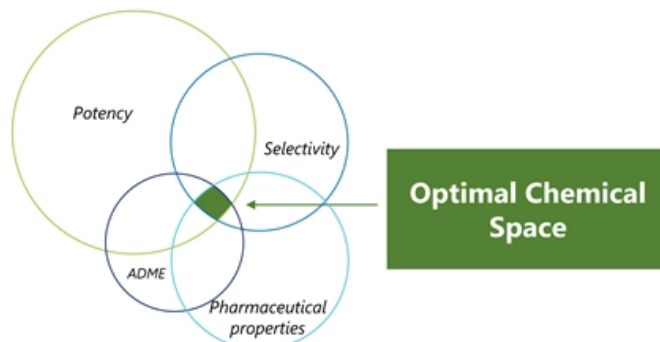 Potency
Selectivity
Optimal Chemical
Space
ADME
Pharmaceutical
properties